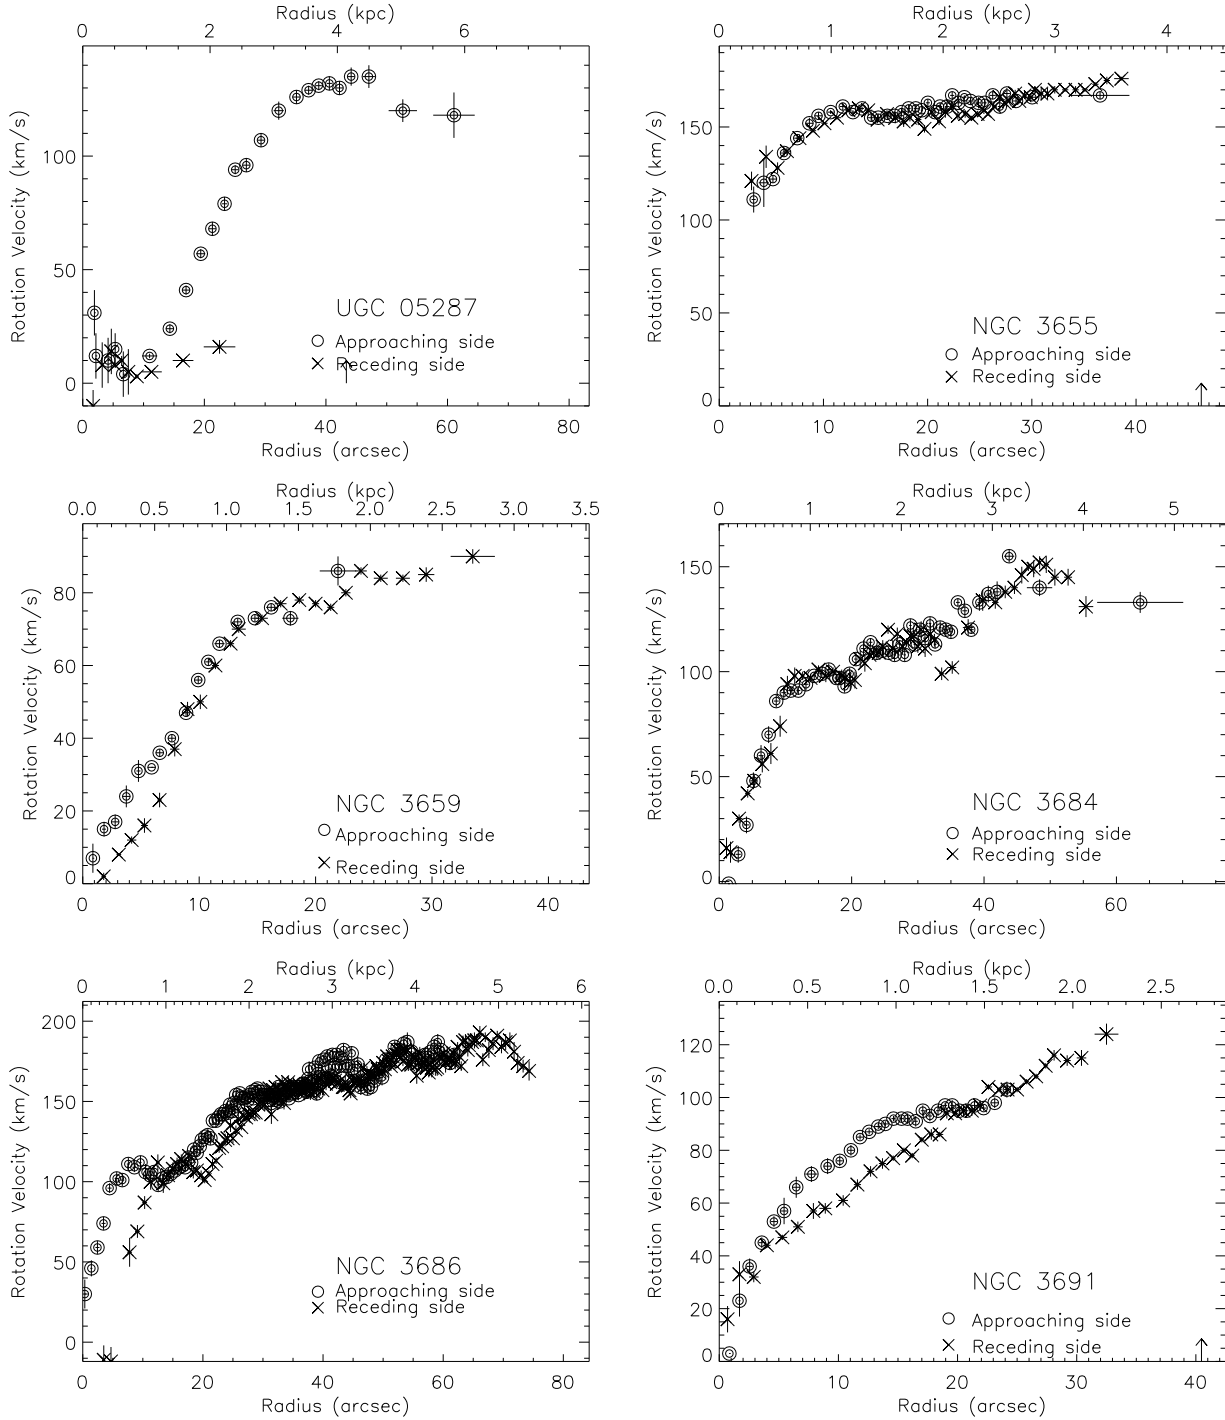 Radius (kpc)
0 2 4 6
Rotation Velocity (km/s)
100
50
0
UGC 05287
Approaching side
Receding side
0 20 40 60 80
Radius (arcsec)
Radius (kpc)
0 1 2 3 4
Rotation Velocity (km/s)
150
100
50
0
NGC 3655
Approaching side
Receding side
0 10 20 30 40
Radius (arcsec)
Radius (kpc)
0.0 0.5 1.0 1.5 2.0 2.5 3.0 3.5
Rotation Velocity (km/s)
80
60
40
20
0
NGC 3659
Approaching side
Receding side
0 10 20 30 40
Radius (arcsec)
Radius (kpc)
0 1 2 3 4 5
Rotation Velocity (km/s)
150
100
50
0
NGC 3684
Approaching side
Receding side
0 20 40 60
Radius (arcsec)
Radius (kpc)
0 1 2 3 4 5 6
Rotation Velocity (km/s)
200
150
100
50
0
NGC 3686
Approaching side
Receding side
0 20 40 60 80
Radius (arcsec)
Radius (kpc)
0.0 0.5 1.0 1.5 2.0 2.5
Rotation Velocity (km/s)
120
100
80
60
40
20
0
NGC 3691
Approaching side
Receding side
0 10 20 30 40
Radius (arcsec)